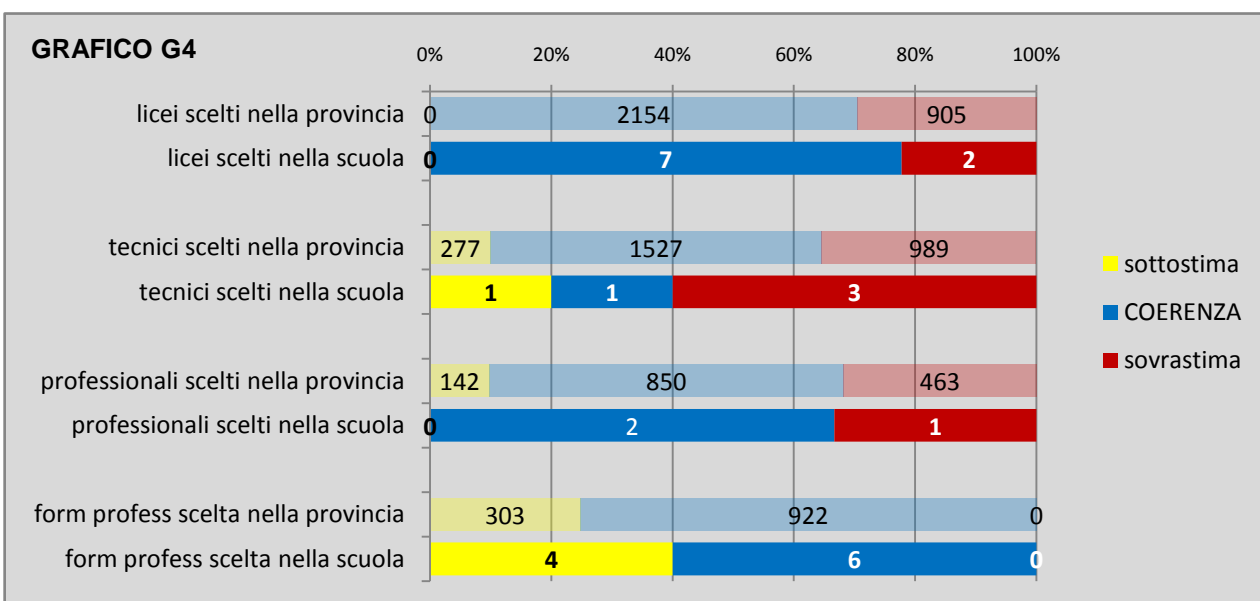 GRAFICO G4
0% 20% 40% 60% 80% 100%
licei scelti nella provincia 0 2154 905
licei scelti nella scuola 0 7 2
tecnici scelti nella provincia 277 1527 989
tecnici scelti nella scuola 1 1 3
professionali scelti nella provincia 142 850 463
professionali scelti nella scuola 0 2 1
form profess scelta nella provincia 303 922 0
form profess scelta nella scuola 4 6 0
sottostima
COERENZA
sovrastima